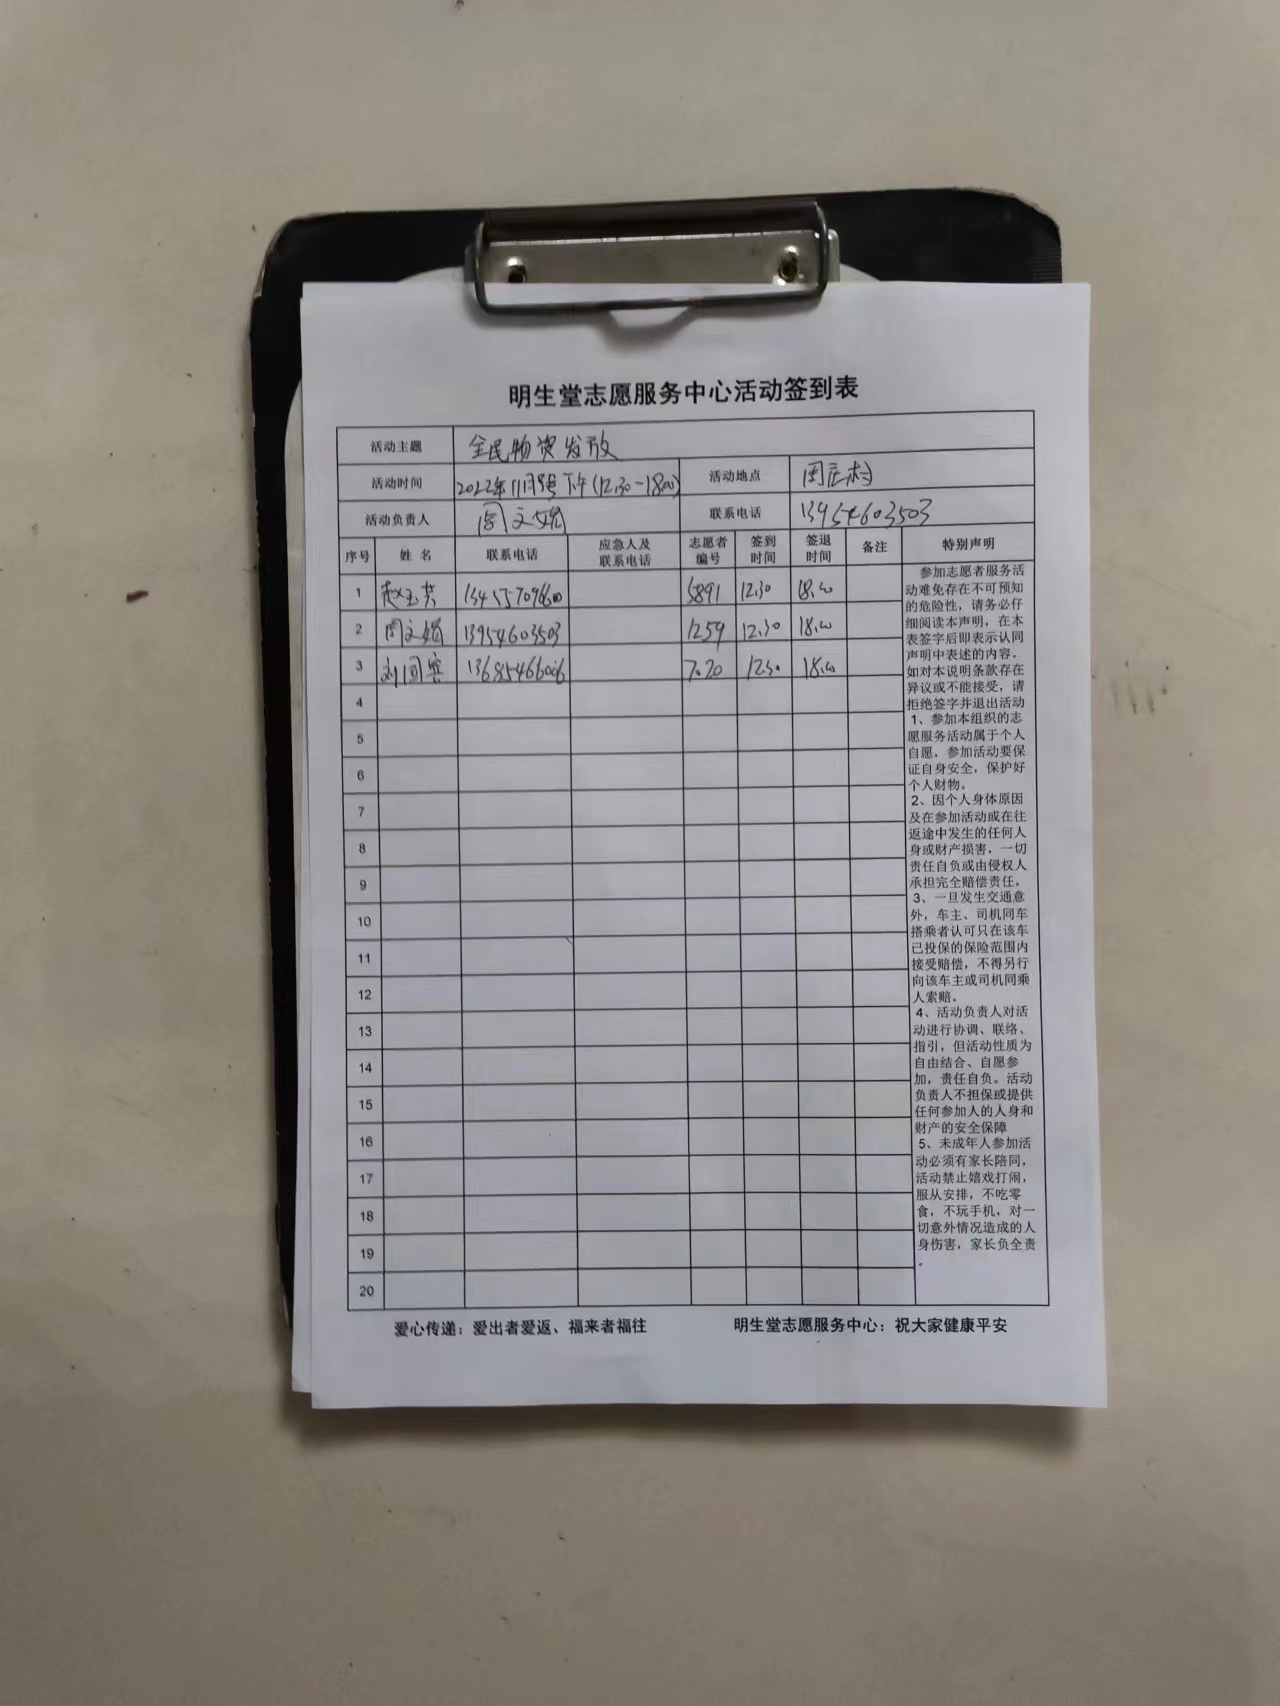 明生堂志愿服务中心活动签到表
活动主题 全民物资发放
活动时间 2022年11月 号下午(12.30-18.00) 活动地点 周庄村
活动负责人 周文娟 联系电话 13954603503
序号 姓 名 联系电话 应急人及联系电话 志愿者编号 签到时间 签退时间 备注 特别声明
1 赵玉芸 5891 12.30 18.00
2 周文娟 13954603503 1259 12.30 18.00
3 刘国宾 13685466006 7020 12.30 18.00
4
5
6
7
8
9
10
11
12
13
14
15
16
17
18
19
20
参加志愿者服务活
动难免存在不可预知
的危险性，请务必仔
细阅读本声明，在本
表签字后即表示认同
声明中表述的内容。
如对本说明条款存在
异议或不能接受，请
拒绝签字并退出活动
1、参加本组织的志
愿服务活动属于个人
自愿，参加活动要保
证自身安全，保护好
个人财物。
2、因个人身体原因
及在参加活动或在往
返途中发生的任何人
身或财产损害，一切
责任自负或由侵权人
承担完全赔偿责任。
3、一旦发生交通意
外，车主、司机同车
搭乘者认可只在该车
已投保的保险范围内
接受赔偿，不得另行
向该车主或司机同乘
人索赔。
4、活动负责人对活
动进行协调、联络、
指引，但活动性质为
自由结合、自愿参
加，责任自负。活动
负责人不担保或提供
任何参加人的人身和
财产的安全保障
5、未成年人参加活
动必须有家长陪同，
活动禁止嬉戏打闹，
服从安排，不吃零
食，不玩手机，对一
切意外情况造成的人
身伤害，家长负全责
。
爱心传递：爱出者爱返、福来者福往 明生堂志愿服务中心：祝大家健康平安